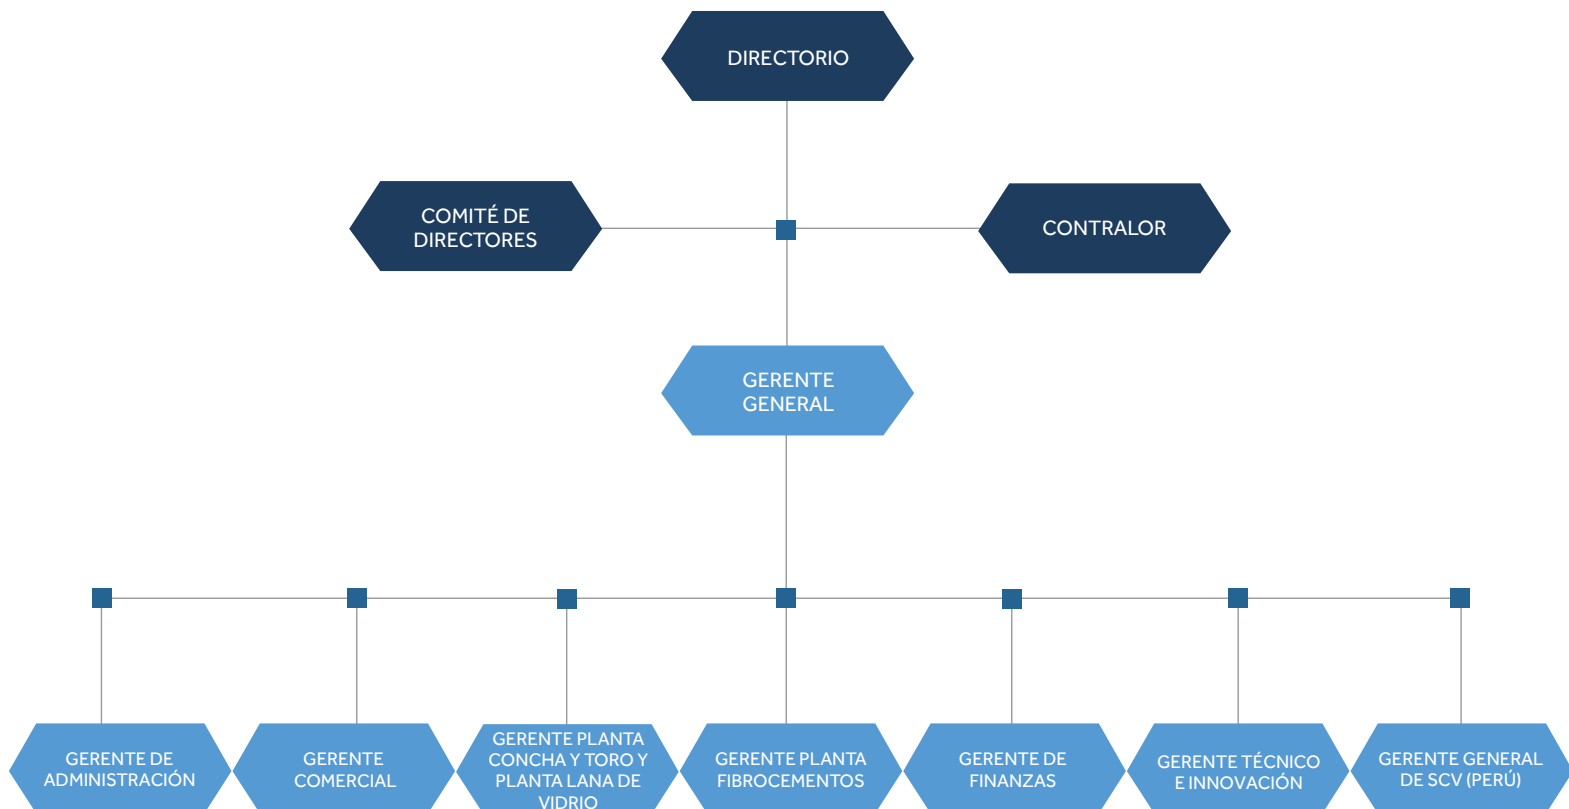 DIRECTORIO
COMITÉ DE
DIRECTORES
CONTRALOR
GERENTE
GENERAL
GERENTE DE
ADMINISTRACIÓN
GERENTE
COMERCIAL
GERENTE PLANTA
CONCHA Y TORO Y
PLANTA LANA DE
VIDRIO
GERENTE PLANTA
FIBROCEMENTOS
GERENTE DE
FINANZAS
GERENTE TÉCNICO
E INNOVACIÓN
GERENTE GENERAL
DE SCV (PERÚ)